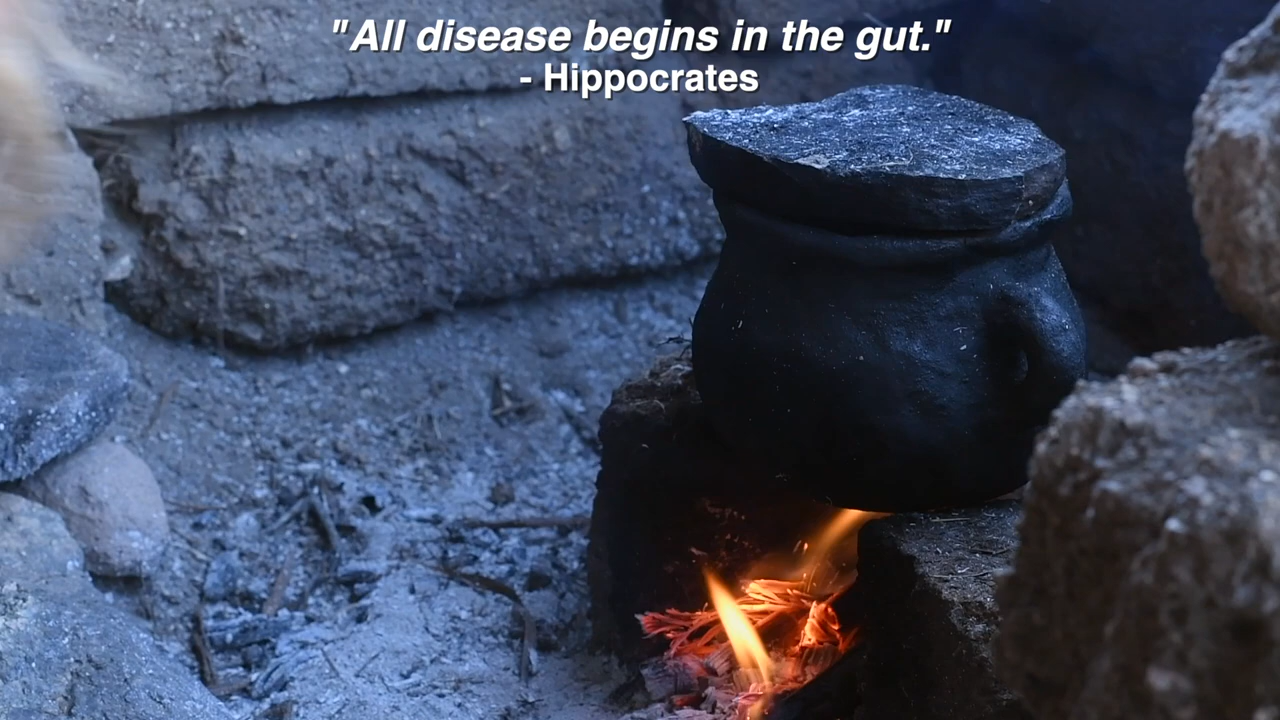 "All disease begins in the gut."
- Hippocrates